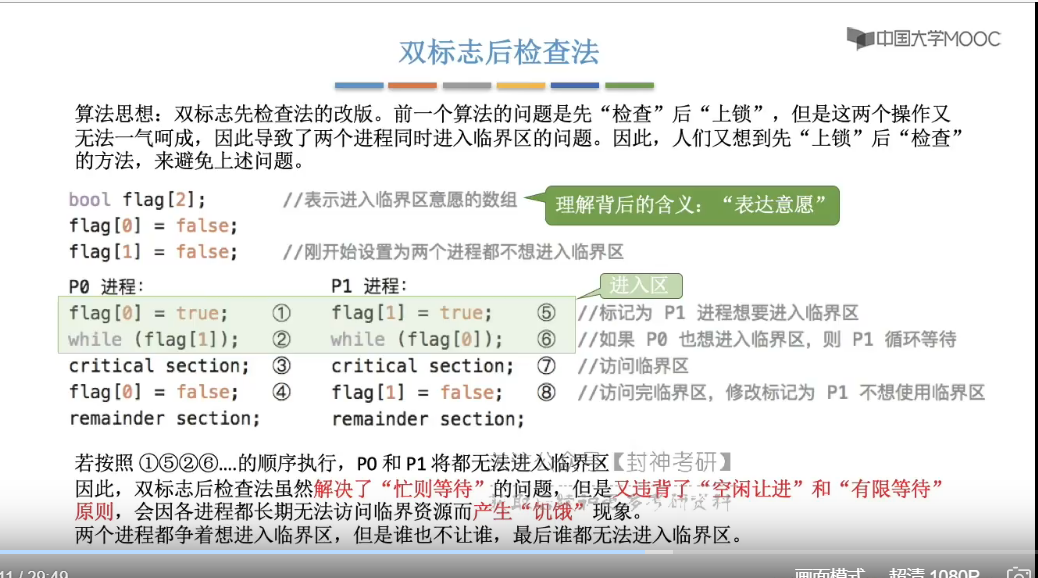 双标志后检查法
中国大学MOOC
算法思想：双标志先检查法的改版。前一个算法的问题是先“检查”后“上锁”，但是这两个操作又
无法一气呵成，因此导致了两个进程同时进入临界区的问题。因此，人们又想到先“上锁”后“检查”
的方法，来避免上述问题。
bool flag[2]; //表示进入临界区意愿的数组
理解背后的含义：“表达意愿”
flag[0] = false;
flag[1] = false; //刚开始设置为两个进程都不想进入临界区
P0 进程: P1 进程:
进入区
flag[0] = true; ① flag[1] = true; ⑤ //标记为 P1 进程想要进入临界区
while (flag[1]); ② while (flag[0]); ⑥ //如果 P0 也想进入临界区，则 P1 循环等待
critical section; ③ critical section; ⑦ //访问临界区
flag[0] = false; ④ flag[1] = false; ⑧ //访问完临界区，修改标记为 P1 不想使用临界区
remainder section; remainder section;
若按照 ①⑤②⑥....的顺序执行，P0 和 P1 将都无法进入临界区
【封神考研】
因此，双标志后检查法虽然解决了“忙则等待”的问题，但是又违背了“空闲让进”和“有限等待”
原则，会因各进程都长期无法访问临界资源而产生“饥饿”现象。
两个进程都争着想进入临界区，但是谁也不让谁，最后谁都无法进入临界区。
11 / 29:49
画面模式 超清 1080P